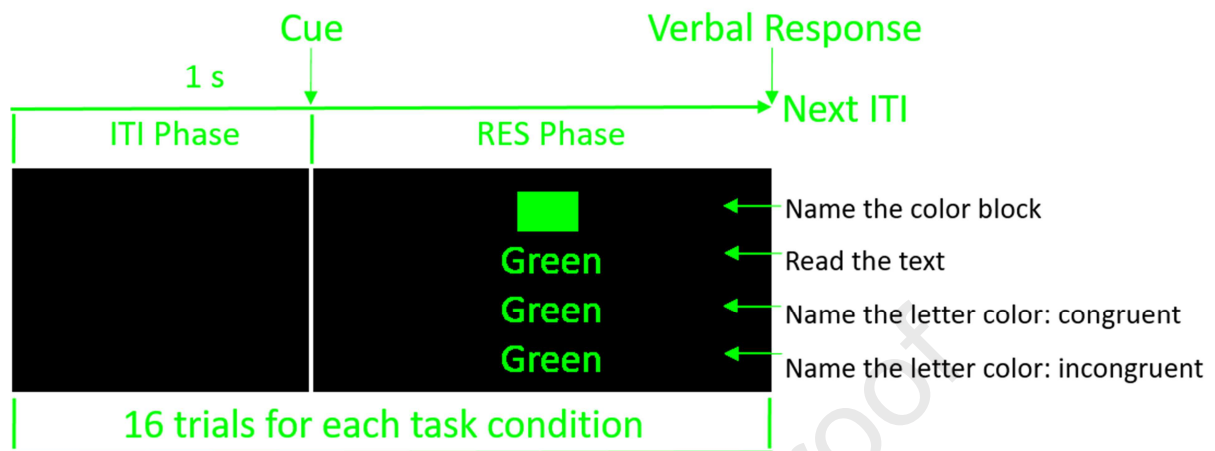 Cue
Verbal Response
1 s
Next ITI
ITI Phase
RES Phase
Name the color block
Green
Read the text
Green
Name the letter color: congruent
Green
Name the letter color: incongruent
16 trials for each task condition
roof